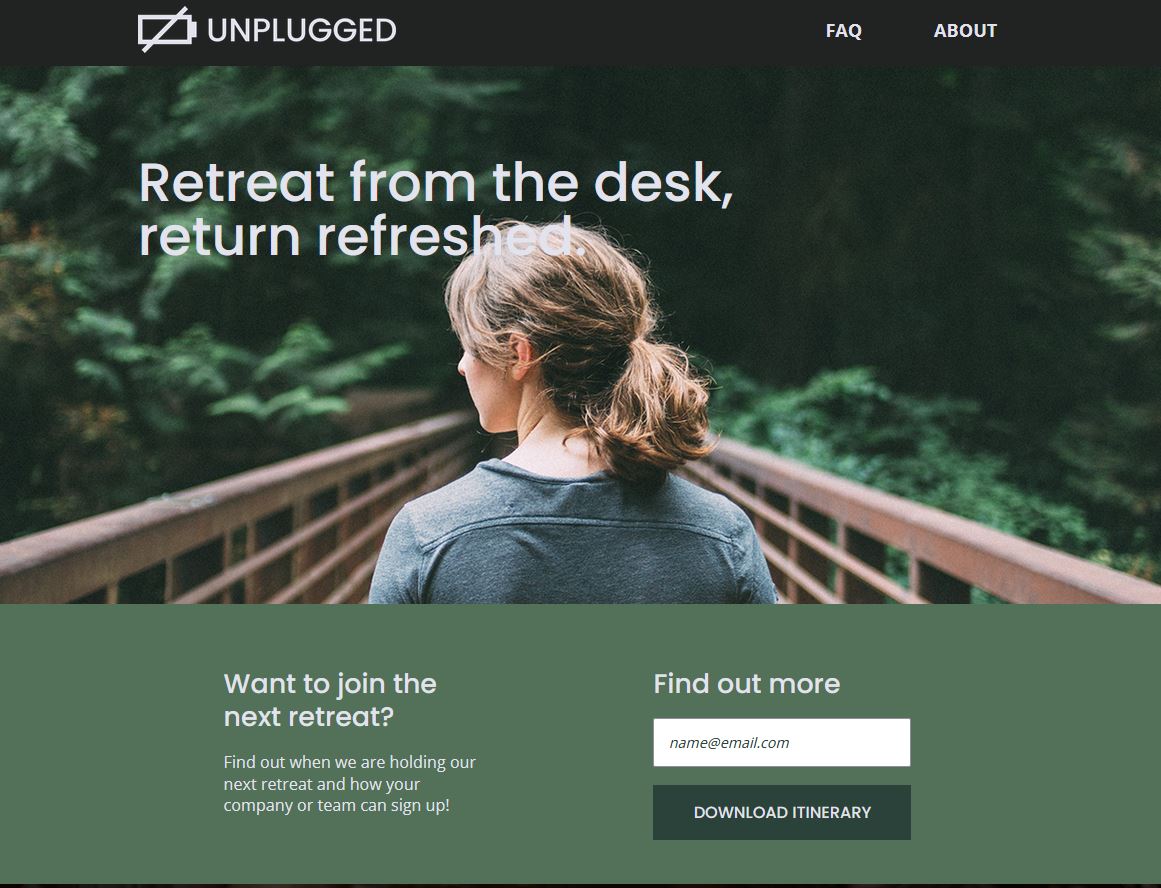 UNPLUGGED
FAQ
ABOUT
Retreat from the desk,
return refreshed.
Want to join the
next retreat?
Find out when we are holding our
next retreat and how your
company or team can sign up!
Find out more
name@email.com
DOWNLOAD ITINERARY